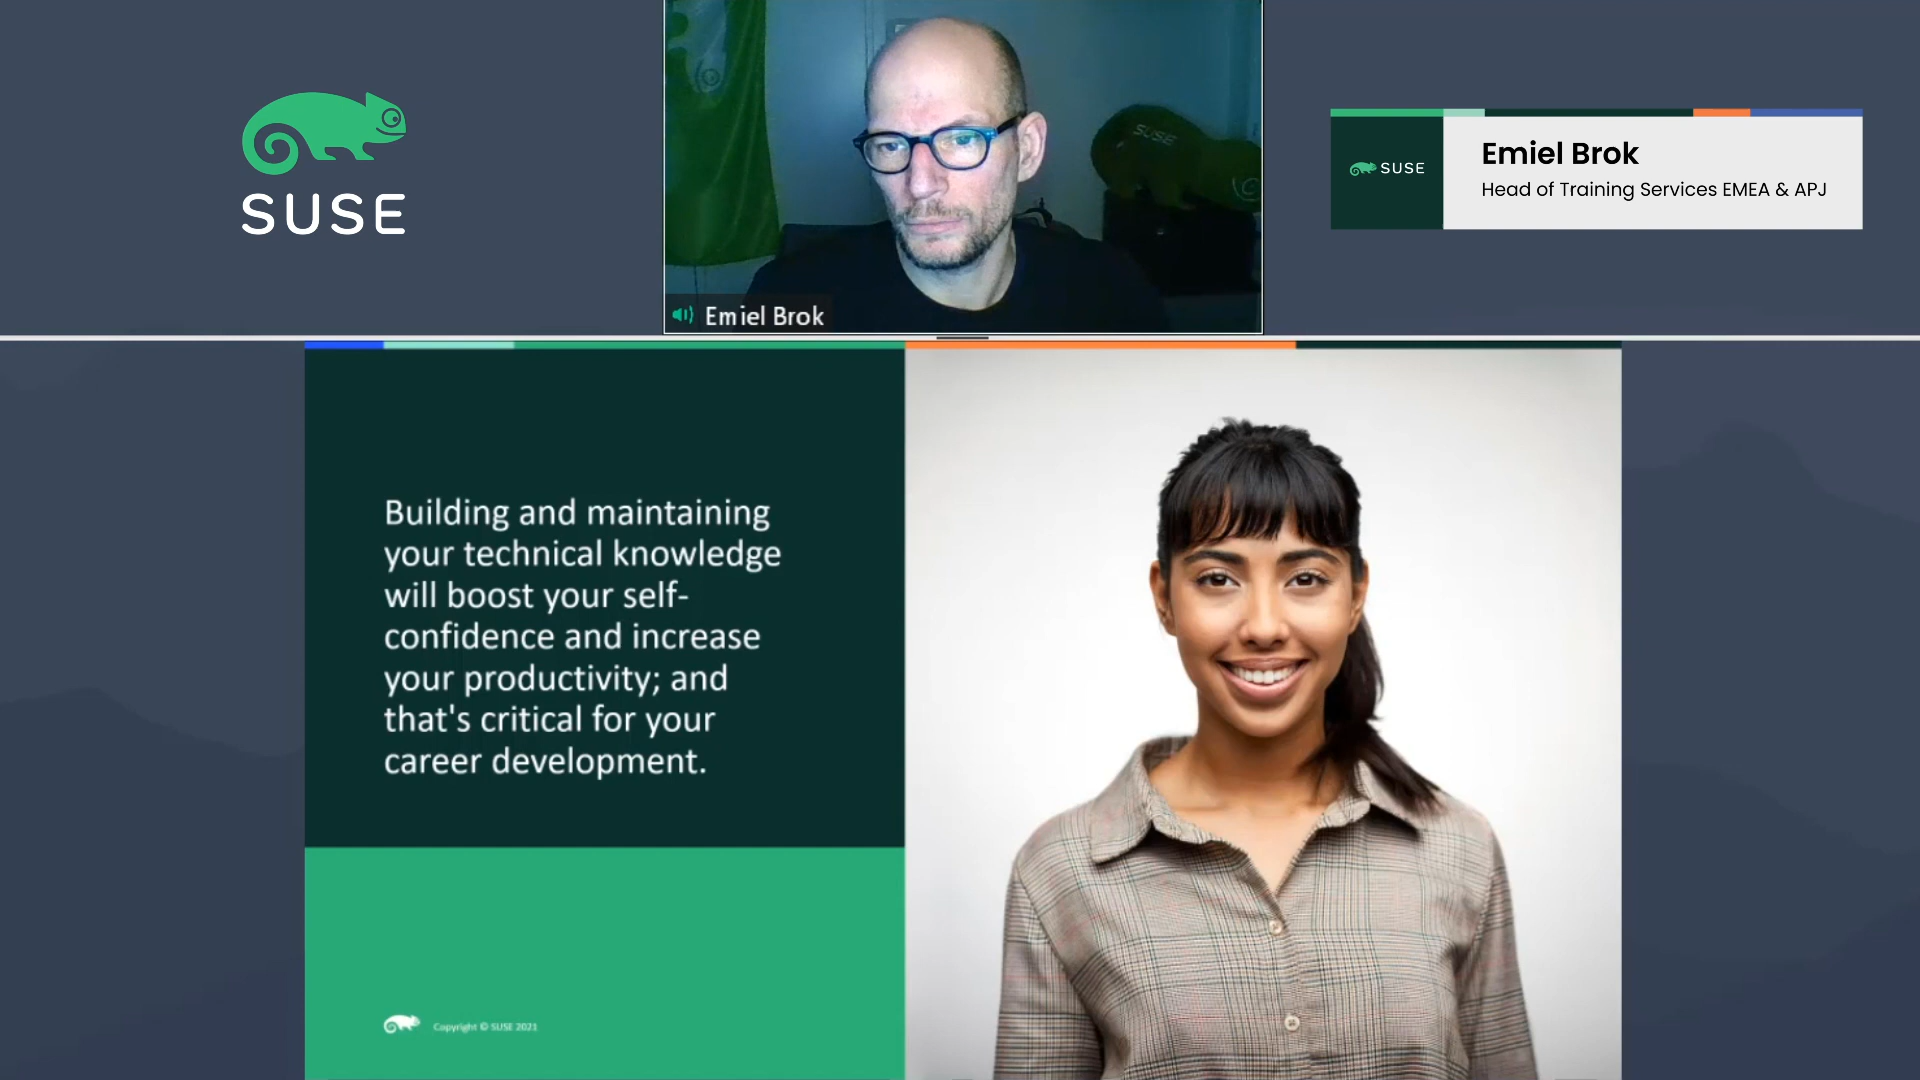 SUSE
SUSE
Emiel Brok
SUSE
Emiel Brok
Head of Training Services EMEA & APJ
Building and maintaining
your technical knowledge
will boost your self-
confidence and increase
your productivity; and
that's critical for your
career development.
Copyright © SUSE 2021